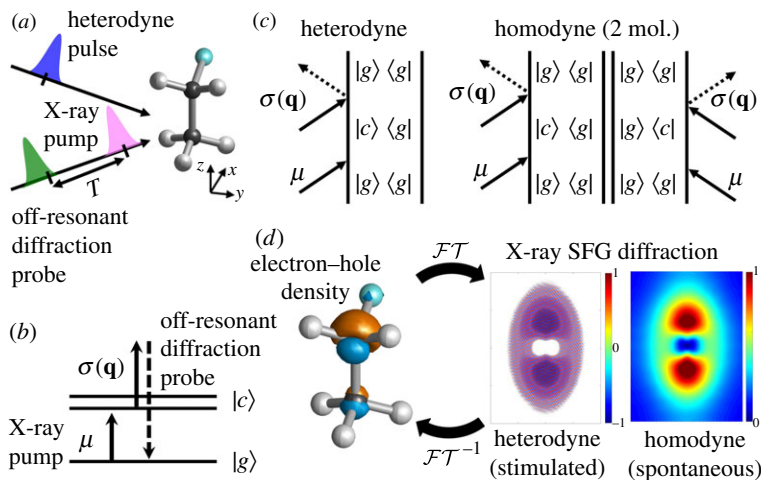 (a)
heterodyne
pulse
X-ray
pump
T
z
x
y
off-resonant
diffraction
probe
(b)
off-resonant
diffraction
probe
σ(q)
|c⟩
X-ray
pump
μ
|g⟩
(c)
heterodyne
homodyne (2 mol.)
|g⟩ ⟨g|
|g⟩ ⟨g|
|g⟩ ⟨g|
σ(q)
σ(q)
σ(q)
|c⟩ ⟨g|
|c⟩ ⟨g|
|g⟩ ⟨c|
μ
μ
μ
|g⟩ ⟨g|
|g⟩ ⟨g|
|g⟩ ⟨g|
(d)
electron–hole
density
ℱ𝒯
X-ray SFG diffraction
1
0
−1
1
0
ℱ𝒯⁻¹
heterodyne
(stimulated)
homodyne
(spontaneous)